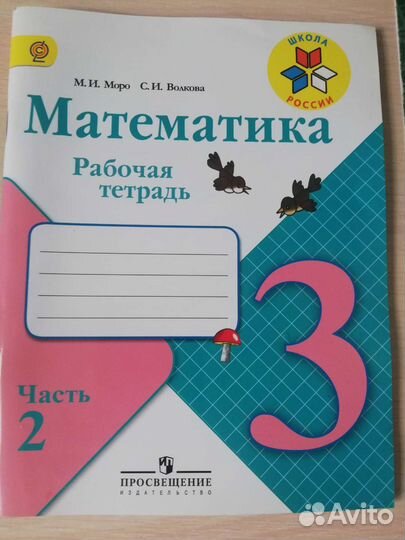 ШКОЛА
РОССИИ
М. И. Моро С. И. Волкова
Математика
Рабочая
тетрадь
3
Часть
2
ПРОСВЕЩЕНИЕ
ИЗДАТЕЛЬСТВО
Avito